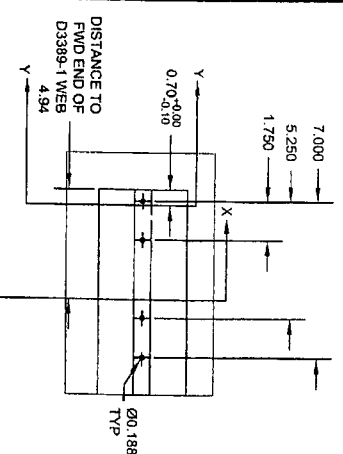 7.000
5.250
1.750
0.70+0.00
-0.10
Y
X
Y
DISTANCE TO
FWD END OF
D3389-1 WEB
4.94
Ø0.188
TYP